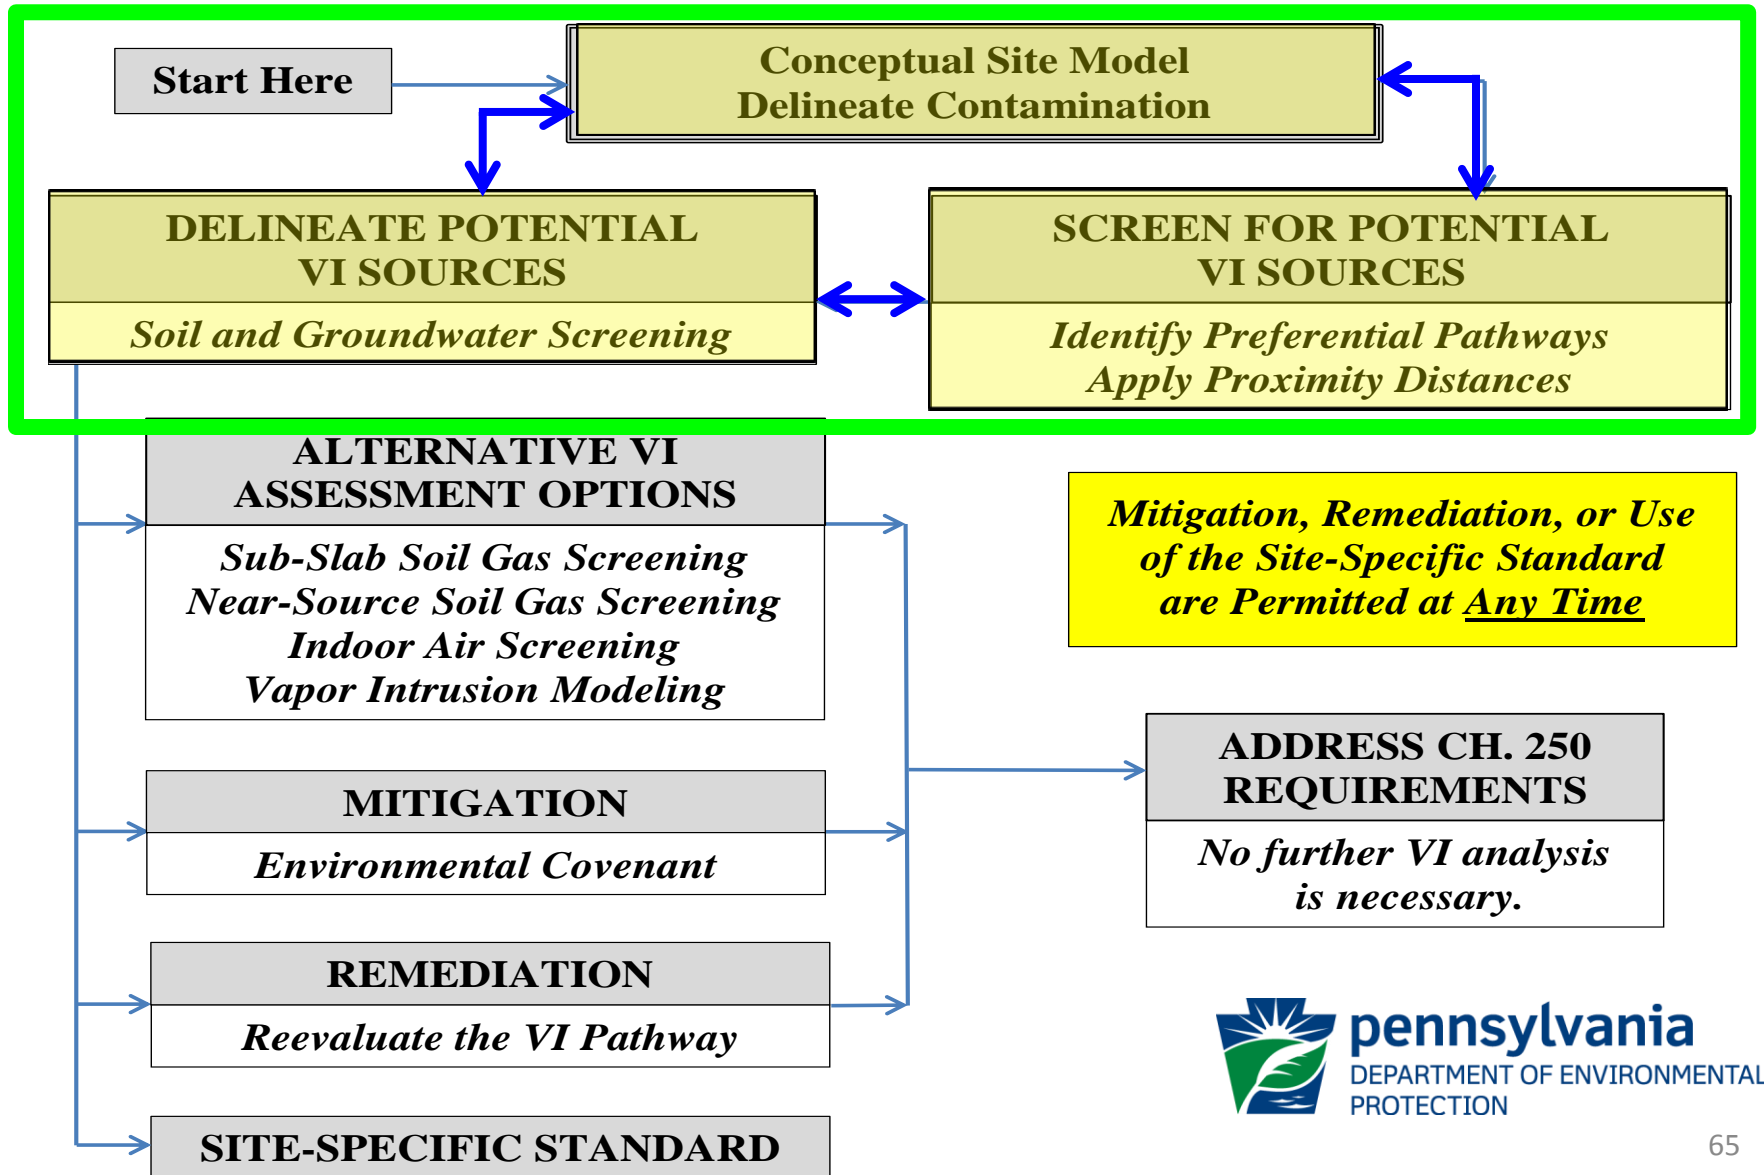 Start Here
Conceptual Site Model
Delineate Contamination
DELINEATE POTENTIAL
VI SOURCES
Soil and Groundwater Screening
SCREEN FOR POTENTIAL
VI SOURCES
Identify Preferential Pathways
Apply Proximity Distances
ALTERNATIVE VI
ASSESSMENT OPTIONS
Sub-Slab Soil Gas Screening
Near-Source Soil Gas Screening
Indoor Air Screening
Vapor Intrusion Modeling
Mitigation, Remediation, or Use
of the Site-Specific Standard
are Permitted at Any Time
MITIGATION
Environmental Covenant
ADDRESS CH. 250
REQUIREMENTS
No further VI analysis
is necessary.
REMEDIATION
Reevaluate the VI Pathway
SITE-SPECIFIC STANDARD
pennsylvania
DEPARTMENT OF ENVIRONMENTAL
PROTECTION
65